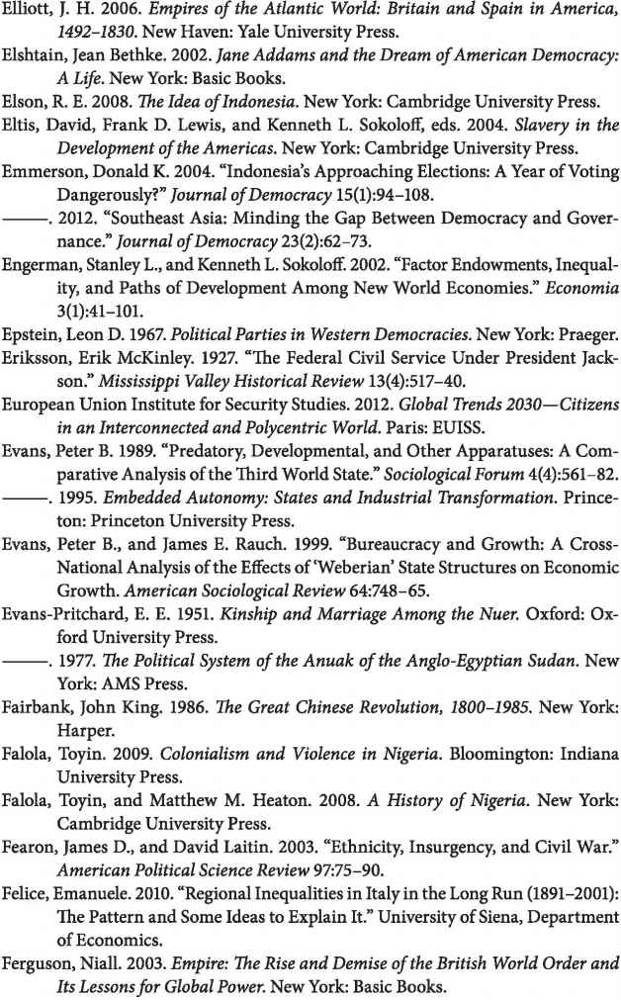 Elliott, J. H. 2006. Empires of the Atlantic World: Britain and Spain in America,
1492–1830. New Haven: Yale University Press.
Elshtain, Jean Bethke. 2002. Jane Addams and the Dream of American Democracy:
A Life. New York: Basic Books.
Elson, R. E. 2008. The Idea of Indonesia. New York: Cambridge University Press.
Eltis, David, Frank D. Lewis, and Kenneth L. Sokoloff, eds. 2004. Slavery in the
Development of the Americas. New York: Cambridge University Press.
Emmerson, Donald K. 2004. “Indonesia’s Approaching Elections: A Year of Voting
Dangerously?” Journal of Democracy 15(1):94–108.
———. 2012. “Southeast Asia: Minding the Gap Between Democracy and Gover-
nance.” Journal of Democracy 23(2):62–73.
Engerman, Stanley L., and Kenneth L. Sokoloff. 2002. “Factor Endowments, Inequal-
ity, and Paths of Development Among New World Economies.” Economia
3(1):41–101.
Epstein, Leon D. 1967. Political Parties in Western Democracies. New York: Praeger.
Eriksson, Erik McKinley. 1927. “The Federal Civil Service Under President Jack-
son.” Mississippi Valley Historical Review 13(4):517–40.
European Union Institute for Security Studies. 2012. Global Trends 2030—Citizens
in an Interconnected and Polycentric World. Paris: EUISS.
Evans, Peter B. 1989. “Predatory, Developmental, and Other Apparatuses: A Com-
parative Analysis of the Third World State.” Sociological Forum 4(4):561–82.
———. 1995. Embedded Autonomy: States and Industrial Transformation. Prince-
ton: Princeton University Press.
Evans, Peter B., and James E. Rauch. 1999. “Bureaucracy and Growth: A Cross-
National Analysis of the Effects of ‘Weberian’ State Structures on Economic
Growth. American Sociological Review 64:748–65.
Evans-Pritchard, E. E. 1951. Kinship and Marriage Among the Nuer. Oxford: Ox-
ford University Press.
———. 1977. The Political System of the Anuak of the Anglo-Egyptian Sudan. New
York: AMS Press.
Fairbank, John King. 1986. The Great Chinese Revolution, 1800–1985. New York:
Harper.
Falola, Toyin. 2009. Colonialism and Violence in Nigeria. Bloomington: Indiana
University Press.
Falola, Toyin, and Matthew M. Heaton. 2008. A History of Nigeria. New York:
Cambridge University Press.
Fearon, James D., and David Laitin. 2003. “Ethnicity, Insurgency, and Civil War.”
American Political Science Review 97:75–90.
Felice, Emanuele. 2010. “Regional Inequalities in Italy in the Long Run (1891–2001):
The Pattern and Some Ideas to Explain It.” University of Siena, Department
of Economics.
Ferguson, Niall. 2003. Empire: The Rise and Demise of the British World Order and
Its Lessons for Global Power. New York: Basic Books.